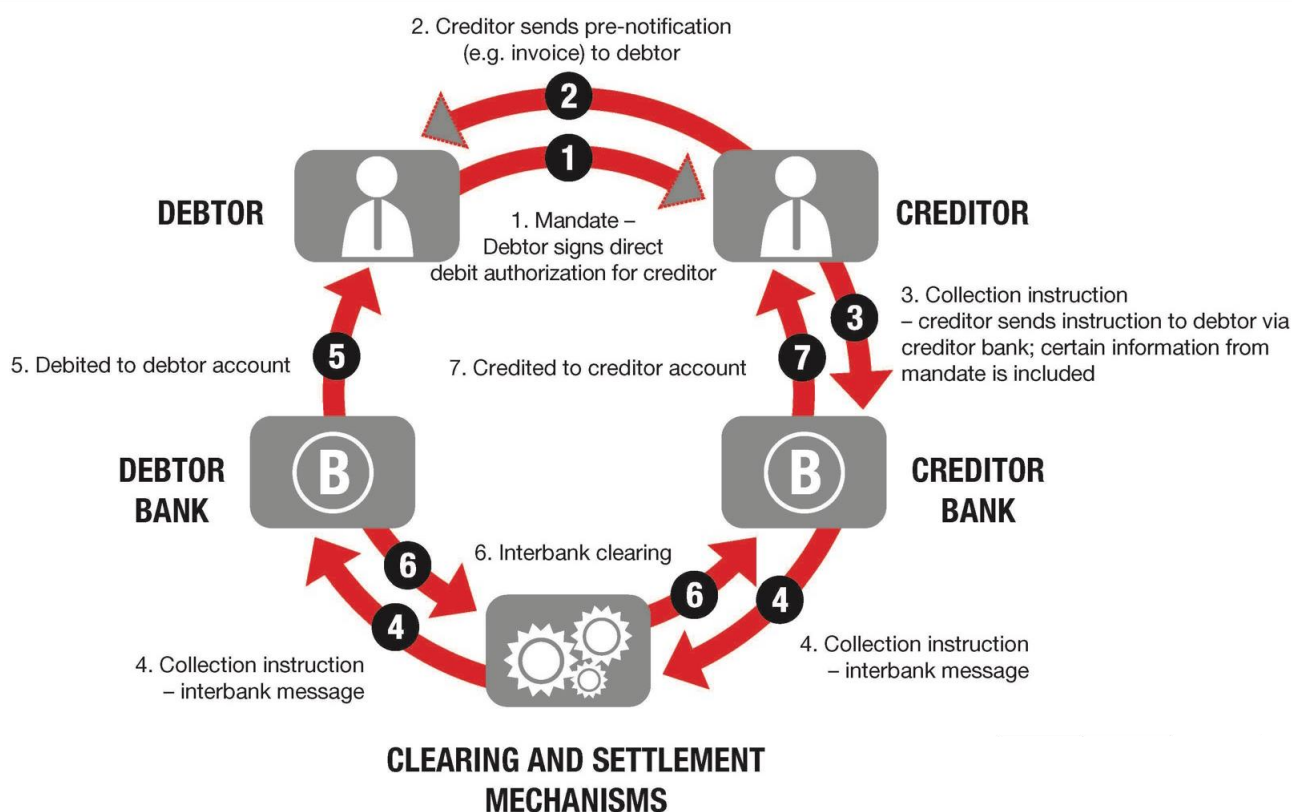 2. Creditor sends pre-notification
(e.g. invoice) to debtor
2
1
DEBTOR
CREDITOR
1. Mandate –
Debtor signs direct
debit authorization for creditor
3. Collection instruction
– creditor sends instruction to debtor via
creditor bank; certain information from
mandate is included
3
5
7
5. Debited to debtor account
7. Credited to creditor account
B
B
DEBTOR
BANK
CREDITOR
BANK
6. Interbank clearing
6
6
4
4
4. Collection instruction
– interbank message
4. Collection instruction
– interbank message
CLEARING AND SETTLEMENT
MECHANISMS